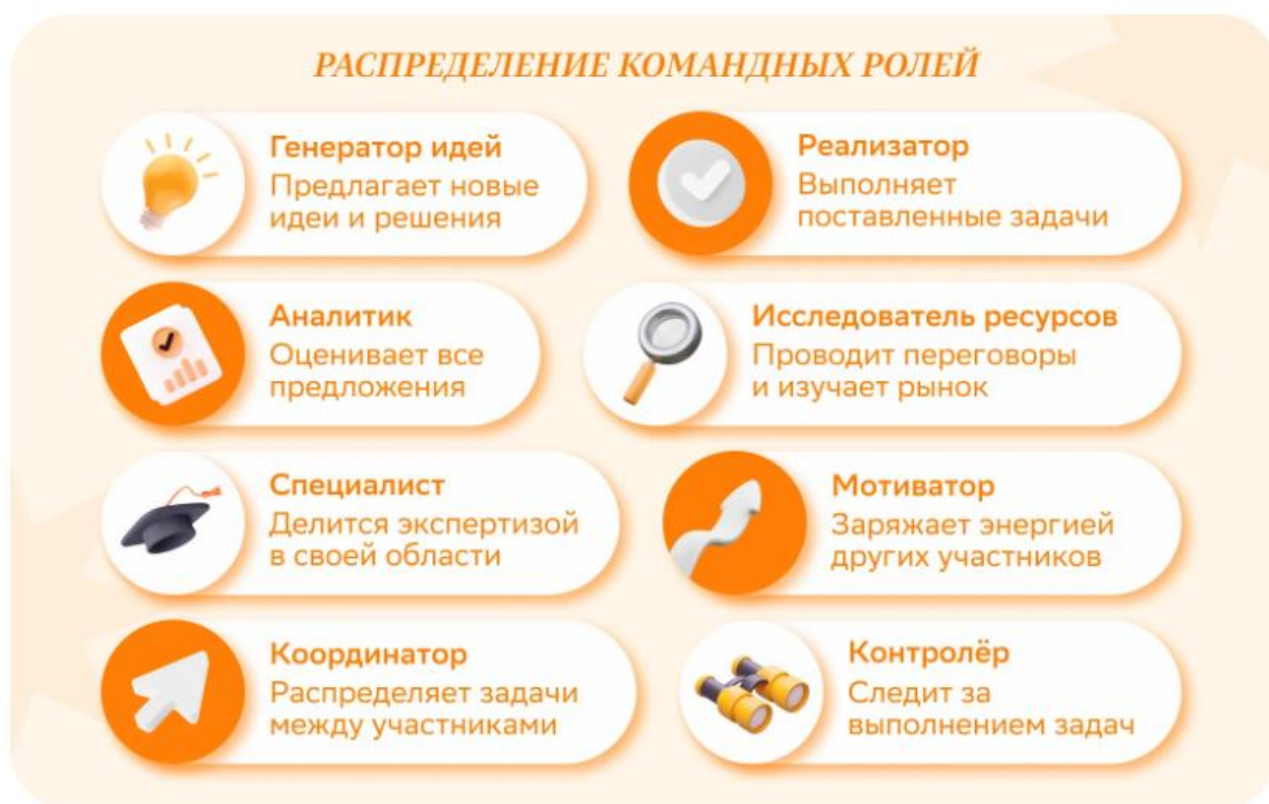 РАСПРЕДЕЛЕНИЕ КОМАНДНЫХ РОЛЕЙ
Генератор идей
Предлагает новые
идеи и решения
Реализатор
Выполняет
поставленные задачи
Аналитик
Оценивает все
предложения
Исследователь ресурсов
Проводит переговоры
и изучает рынок
Специалист
Делится экспертизой
в своей области
Мотиватор
Заряжает энергией
других участников
Координатор
Распределяет задачи
между участниками
Контролёр
Следит за
выполнением задач